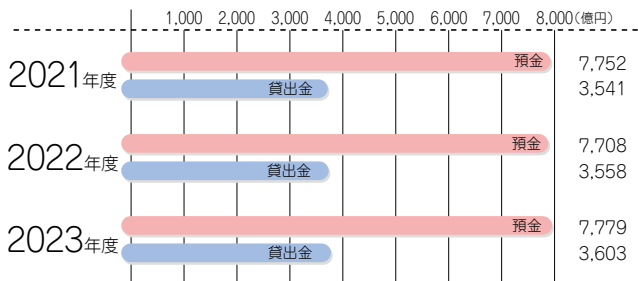 1,000 2,000 3,000 4,000 5,000 6,000 7,000 8,000(億円)
預金 7,752
2021年度
貸出金 3,541
預金 7,708
2022年度
貸出金 3,558
預金 7,779
2023年度
貸出金 3,603